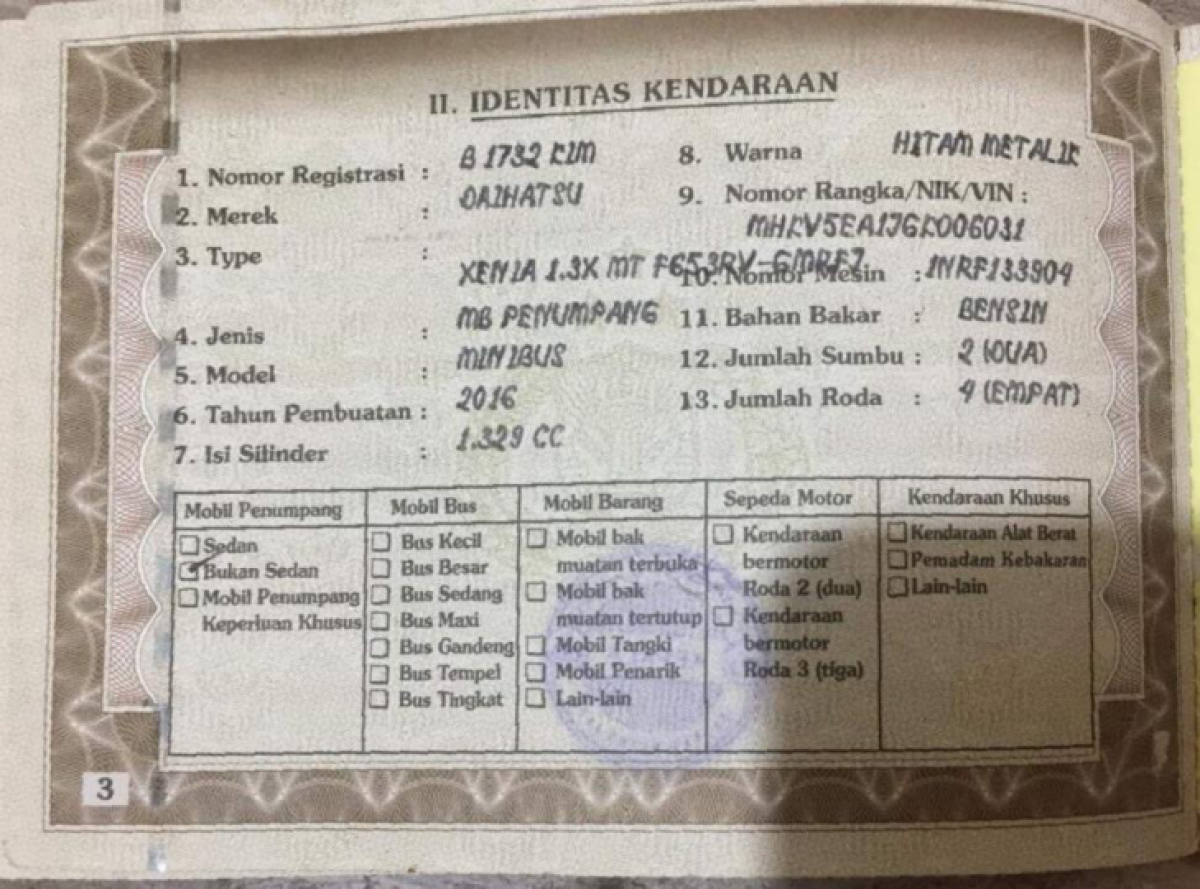 II. IDENTITAS KENDARAAN
1. Nomor Registrasi : B 1732 KIM
2. Merek : DAIHATSU
3. Type : XENIA 1.3X MT F653RV-GMRFJ
4. Jenis : MB PENUMPANG
5. Model : MINIBUS
6. Tahun Pembuatan : 2016
7. Isi Silinder : 1.329 CC
8. Warna HITAM METALIK
9. Nomor Rangka/NIK/VIN :
MHKV5EA1JGK006031
10. Nomor Mesin : 1NRF133904
11. Bahan Bakar : BENSIN
12. Jumlah Sumbu : 2 (DUA)
13. Jumlah Roda : 4 (EMPAT)
Mobil Penumpang
Sedan
Bukan Sedan
Mobil Penumpang
Keperluan Khusus
Mobil Bus
Bus Kecil
Bus Besar
Bus Sedang
Bus Maxi
Bus Gandeng
Bus Tempel
Bus Tingkat
Mobil Barang
Mobil bak
muatan terbuka
Mobil bak
muatan tertutup
Mobil Tangki
Mobil Penarik
Lain-lain
Sepeda Motor
Kendaraan
bermotor
Roda 2 (dua)
Kendaraan
bermotor
Roda 3 (tiga)
Kendaraan Khusus
Kendaraan Alat Berat
Pemadam Kebakaran
Lain-lain
3